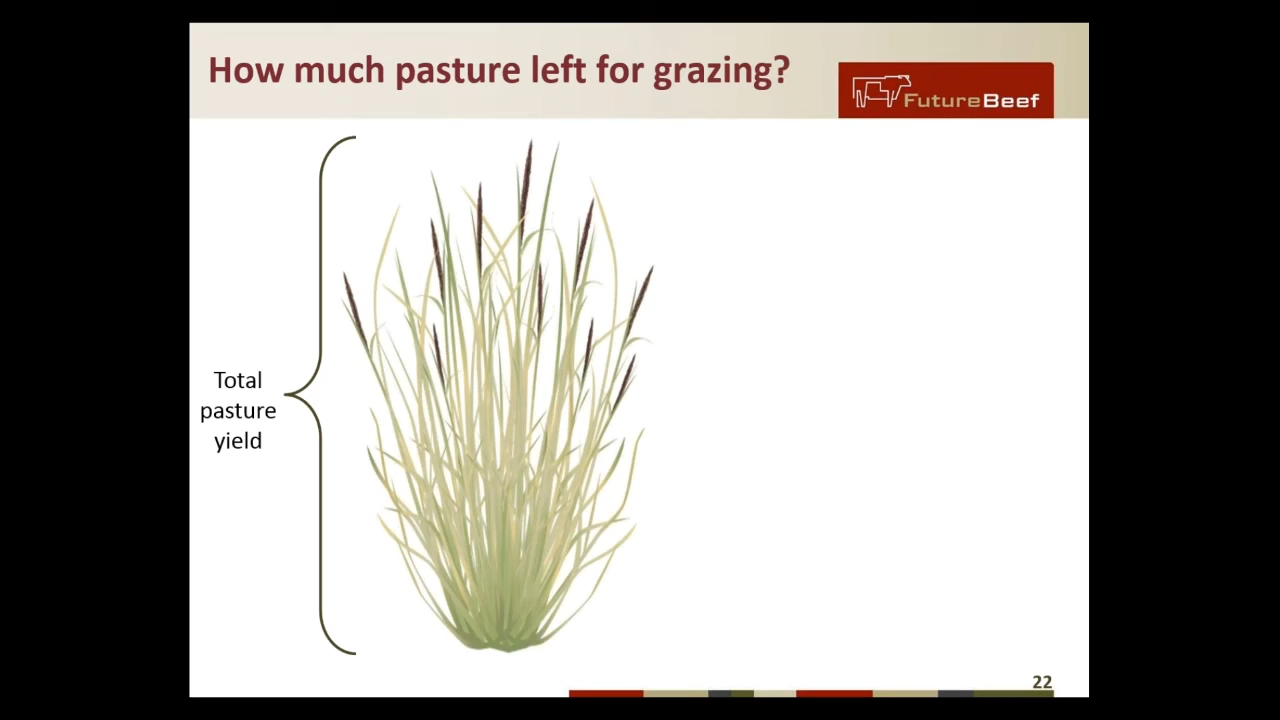 How much pasture left for grazing?
FutureBeef
Total
pasture
yield
22